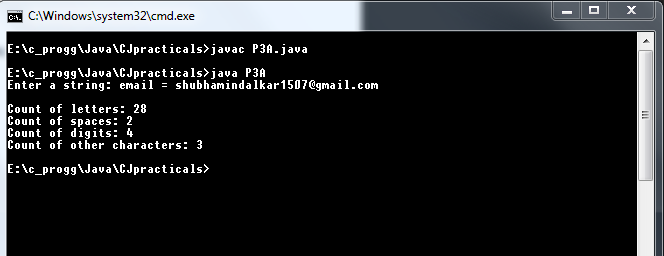 C:\Windows\system32\cmd.exe
E:\c_progg\Java\CJpracticals>javac P3A.java
E:\c_progg\Java\CJpracticals>java P3A
Enter a string: email = shubhamindalkar1507@gmail.com
Count of letters: 28
Count of spaces: 2
Count of digits: 4
Count of other characters: 3
E:\c_progg\Java\CJpracticals>